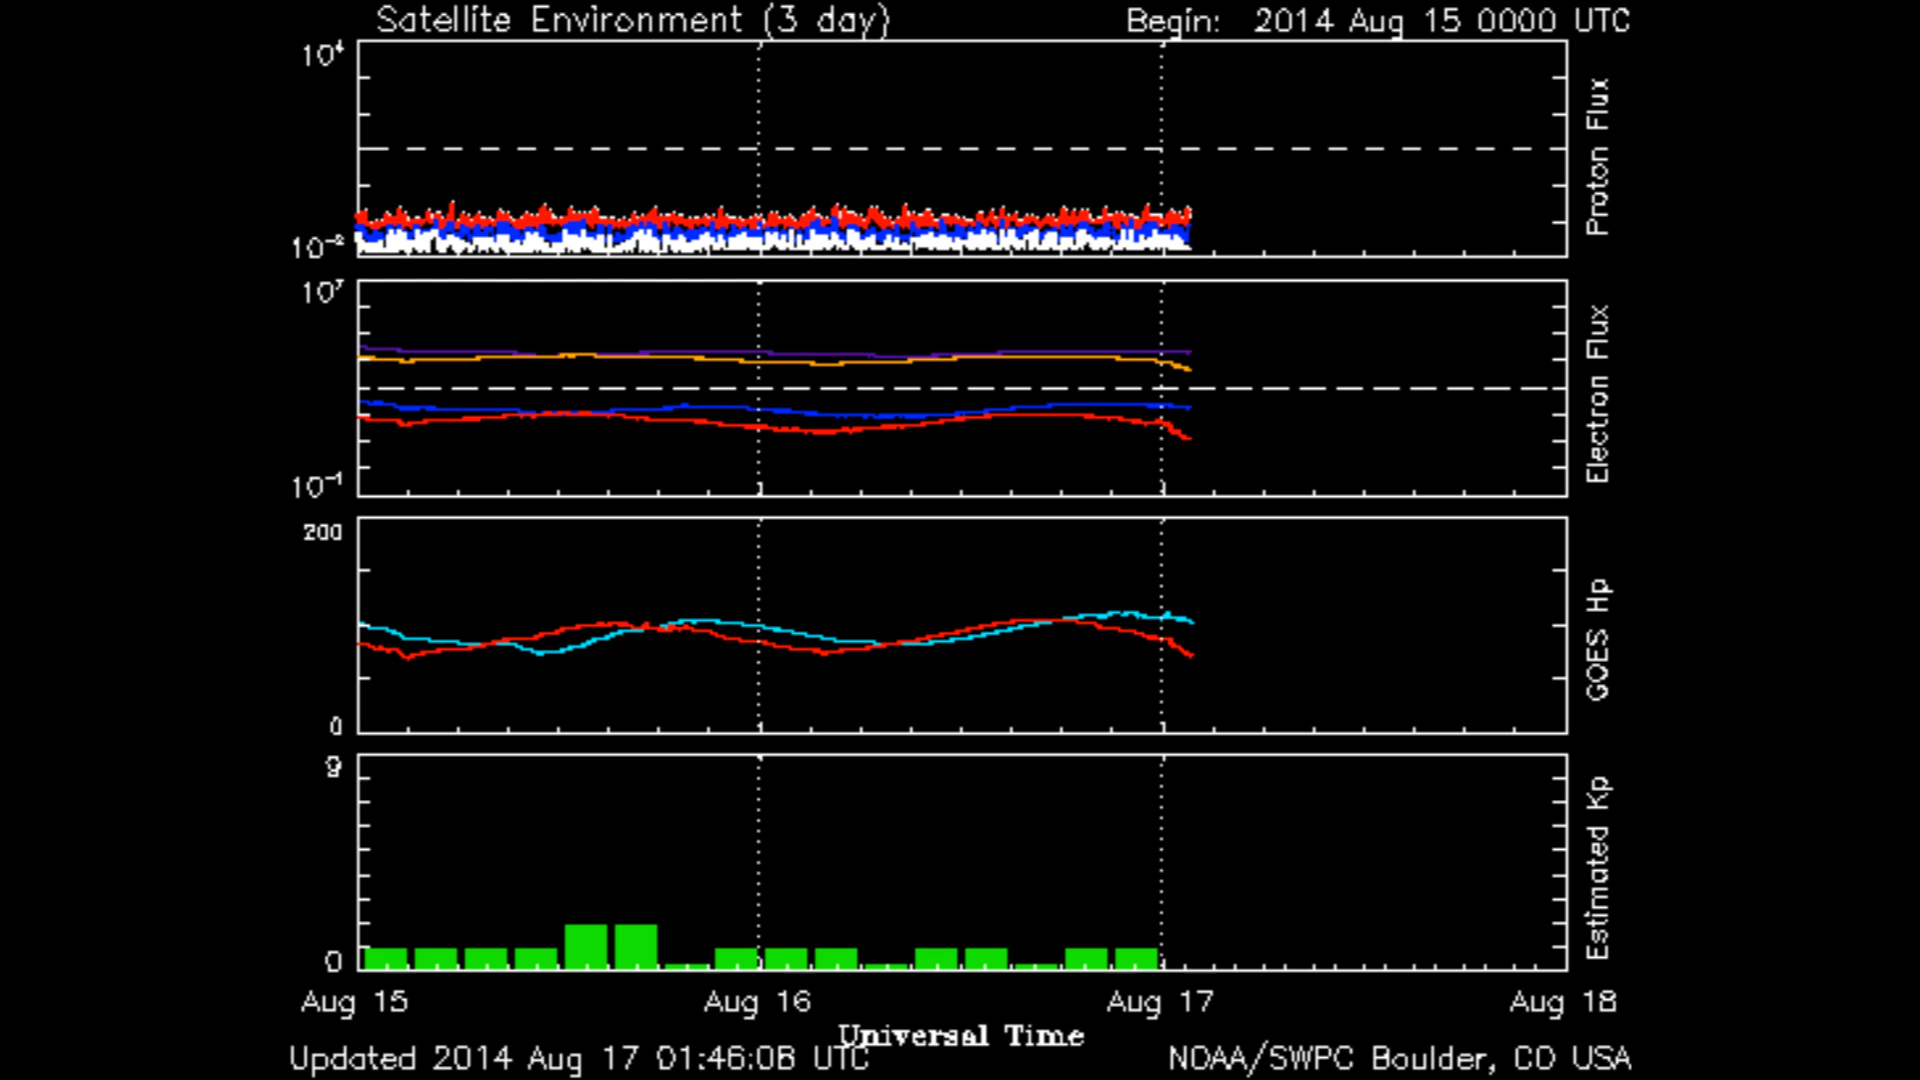 Satellite Environment (3 day)
Begin: 2014 Aug 15 0000 UTC
10⁴
10⁻²
Proton Flux
10⁷
10⁻¹
Electron Flux
200
0
GOES Hp
9
0
Estimated Kp
Aug 15
Aug 16
Aug 17
Aug 18
Universal Time
Updated 2014 Aug 17 01:46:08 UTC
NOAA/SWPC Boulder, CO USA